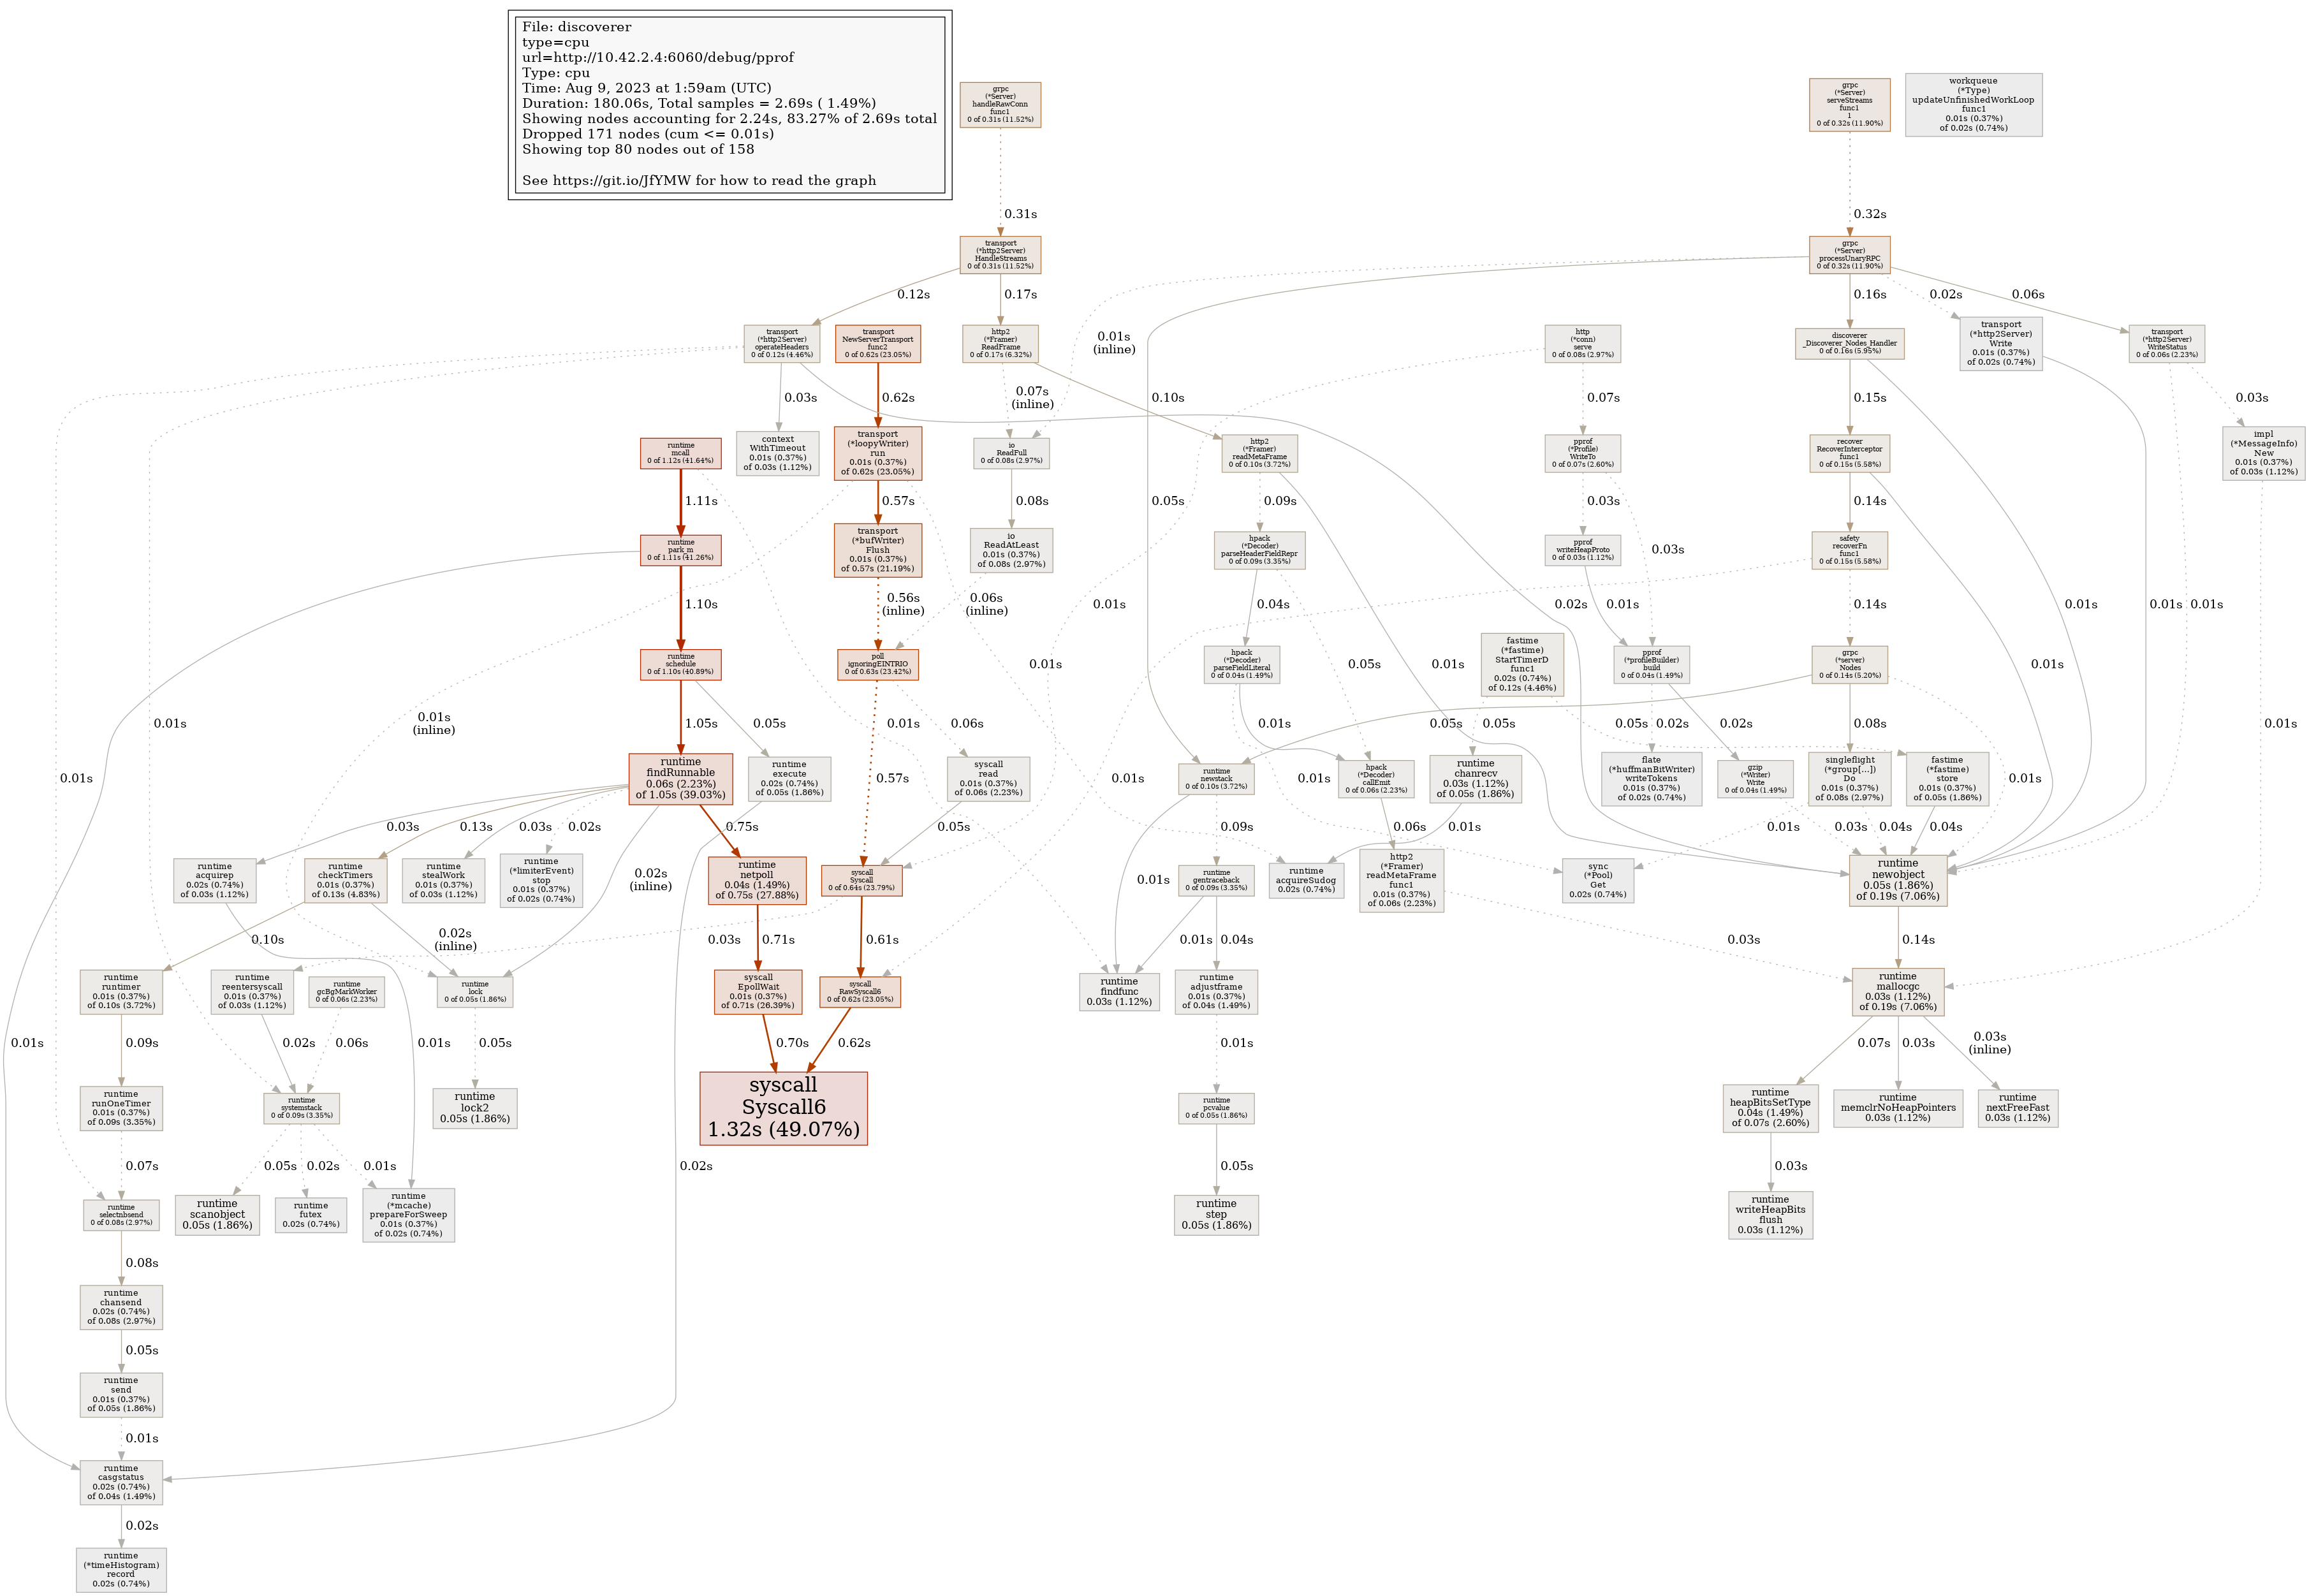 File: discoverer
type=cpu
url=http://10.42.2.4:6060/debug/pprof
Type: cpu
Time: Aug 9, 2023 at 1:59am (UTC)
Duration: 180.06s, Total samples = 2.69s ( 1.49%)
Showing nodes accounting for 2.24s, 83.27% of 2.69s total
Dropped 171 nodes (cum <= 0.01s)
Showing top 80 nodes out of 158
See https://git.io/JfYMW for how to read the graph
grpc
(*Server)
handleRawConn
func1
0 of 0.31s (11.52%)
grpc
(*Server)
serveStreams
func1
1
0 of 0.32s (11.90%)
workqueue
(*Type)
updateUnfinishedWorkLoop
func1
0.01s (0.37%)
of 0.02s (0.74%)
0.31s
0.32s
transport
(*http2Server)
HandleStreams
0 of 0.31s (11.52%)
grpc
(*Server)
processUnaryRPC
0 of 0.32s (11.90%)
0.12s
0.17s
0.01s
(inline)
0.16s
0.02s
0.06s
transport
(*http2Server)
operateHeaders
0 of 0.12s (4.46%)
transport
NewServerTransport
func2
0 of 0.62s (23.05%)
http2
(*Framer)
ReadFrame
0 of 0.17s (6.32%)
http
(*conn)
serve
0 of 0.08s (2.97%)
discoverer
_Discoverer_Nodes_Handler
0 of 0.16s (5.95%)
transport
(*http2Server)
Write
0.01s (0.37%)
of 0.02s (0.74%)
transport
(*http2Server)
WriteStatus
0 of 0.06s (2.23%)
0.03s
0.62s
0.07s
(inline)
0.10s
0.05s
0.07s
0.15s
0.03s
runtime
mcall
0 of 1.12s (41.64%)
context
WithTimeout
0.01s (0.37%)
of 0.03s (1.12%)
transport
(*loopyWriter)
run
0.01s (0.37%)
of 0.62s (23.05%)
io
ReadFull
0 of 0.08s (2.97%)
http2
(*Framer)
readMetaFrame
0 of 0.10s (3.72%)
pprof
(*Profile)
WriteTo
0 of 0.07s (2.60%)
recover
RecoverInterceptor
func1
0 of 0.15s (5.58%)
impl
(*MessageInfo)
New
0.01s (0.37%)
of 0.03s (1.12%)
1.11s
0.57s
0.08s
0.09s
0.03s
0.03s
0.14s
runtime
park_m
0 of 1.11s (41.26%)
transport
(*bufWriter)
Flush
0.01s (0.37%)
of 0.57s (21.19%)
io
ReadAtLeast
0.01s (0.37%)
of 0.08s (2.97%)
hpack
(*Decoder)
parseHeaderFieldRepr
0 of 0.09s (3.35%)
pprof
writeHeapProto
0 of 0.03s (1.12%)
safety
recoverFn
func1
0 of 0.15s (5.58%)
1.10s
0.56s
(inline)
0.06s
(inline)
0.01s
0.04s
0.02s
0.01s
0.14s
0.01s
0.01s
0.01s
runtime
schedule
0 of 1.10s (40.89%)
poll
ignoringEINTRIO
0 of 0.63s (23.42%)
0.01s
hpack
(*Decoder)
parseFieldLiteral
0 of 0.04s (1.49%)
0.05s
0.01s
fastime
(*fastime)
StartTimerD
func1
0.02s (0.74%)
of 0.12s (4.46%)
pprof
(*profileBuilder)
build
0 of 0.04s (1.49%)
grpc
(*server)
Nodes
0 of 0.14s (5.20%)
0.01s
0.01s
0.01s
0.01s
(inline)
1.05s
0.05s
0.57s
0.01s
0.06s
0.01s
0.05s
0.05s
0.05s
0.02s
0.02s
0.08s
0.01s
runtime
findRunnable
0.06s (2.23%)
of 1.05s (39.03%)
runtime
execute
0.02s (0.74%)
of 0.05s (1.86%)
syscall
read
0.01s (0.37%)
of 0.06s (2.23%)
runtime
newstack
0 of 0.10s (3.72%)
hpack
(*Decoder)
callEmit
0 of 0.06s (2.23%)
runtime
chanrecv
0.03s (1.12%)
of 0.05s (1.86%)
flate
(*huffmanBitWriter)
writeTokens
0.01s (0.37%)
of 0.02s (0.74%)
gzip
(*Writer)
Write
0 of 0.04s (1.49%)
singleflight
(*group[...])
Do
0.01s (0.37%)
of 0.08s (2.97%)
fastime
(*fastime)
store
0.01s (0.37%)
of 0.05s (1.86%)
0.01s
0.01s
0.01s
0.03s
0.13s
0.03s
0.02s
0.75s
0.05s
0.09s
0.06s
0.01s
0.01s
0.03s
0.04s
0.04s
runtime
acquirep
0.02s (0.74%)
of 0.03s (1.12%)
runtime
checkTimers
0.01s (0.37%)
of 0.13s (4.83%)
runtime
stealWork
0.01s (0.37%)
of 0.03s (1.12%)
runtime
(*limiterEvent)
stop
0.01s (0.37%)
of 0.02s (0.74%)
0.02s
(inline)
runtime
netpoll
0.04s (1.49%)
of 0.75s (27.88%)
syscall
Syscall
0 of 0.64s (23.79%)
0.01s
runtime
gentraceback
0 of 0.09s (3.35%)
runtime
acquireSudog
0.02s (0.74%)
http2
(*Framer)
readMetaFrame
func1
0.01s (0.37%)
of 0.06s (2.23%)
sync
(*Pool)
Get
0.02s (0.74%)
runtime
newobject
0.05s (1.86%)
of 0.19s (7.06%)
0.10s
0.02s
(inline)
0.03s
0.71s
0.61s
0.01s
0.04s
0.03s
0.14s
runtime
runtimer
0.01s (0.37%)
of 0.10s (3.72%)
runtime
reentersyscall
0.01s (0.37%)
of 0.03s (1.12%)
runtime
gcBgMarkWorker
0 of 0.06s (2.23%)
runtime
lock
0 of 0.05s (1.86%)
syscall
EpollWait
0.01s (0.37%)
of 0.71s (26.39%)
syscall
RawSyscall6
0 of 0.62s (23.05%)
runtime
findfunc
0.03s (1.12%)
runtime
adjustframe
0.01s (0.37%)
of 0.04s (1.49%)
runtime
mallocgc
0.03s (1.12%)
of 0.19s (7.06%)
0.01s
0.09s
0.02s
0.06s
0.01s
0.05s
0.70s
0.62s
0.01s
0.07s
0.03s
0.03s
(inline)
runtime
runOneTimer
0.01s (0.37%)
of 0.09s (3.35%)
runtime
systemstack
0 of 0.09s (3.35%)
runtime
lock2
0.05s (1.86%)
syscall
Syscall6
1.32s (49.07%)
runtime
pcvalue
0 of 0.05s (1.86%)
runtime
heapBitsSetType
0.04s (1.49%)
of 0.07s (2.60%)
runtime
memclrNoHeapPointers
0.03s (1.12%)
runtime
nextFreeFast
0.03s (1.12%)
0.07s
0.05s
0.02s
0.01s
0.02s
0.05s
0.03s
runtime
selectnbsend
0 of 0.08s (2.97%)
runtime
scanobject
0.05s (1.86%)
runtime
futex
0.02s (0.74%)
runtime
(*mcache)
prepareForSweep
0.01s (0.37%)
of 0.02s (0.74%)
runtime
step
0.05s (1.86%)
runtime
writeHeapBits
flush
0.03s (1.12%)
0.08s
runtime
chansend
0.02s (0.74%)
of 0.08s (2.97%)
0.05s
runtime
send
0.01s (0.37%)
of 0.05s (1.86%)
0.01s
runtime
casgstatus
0.02s (0.74%)
of 0.04s (1.49%)
0.02s
runtime
(*timeHistogram)
record
0.02s (0.74%)